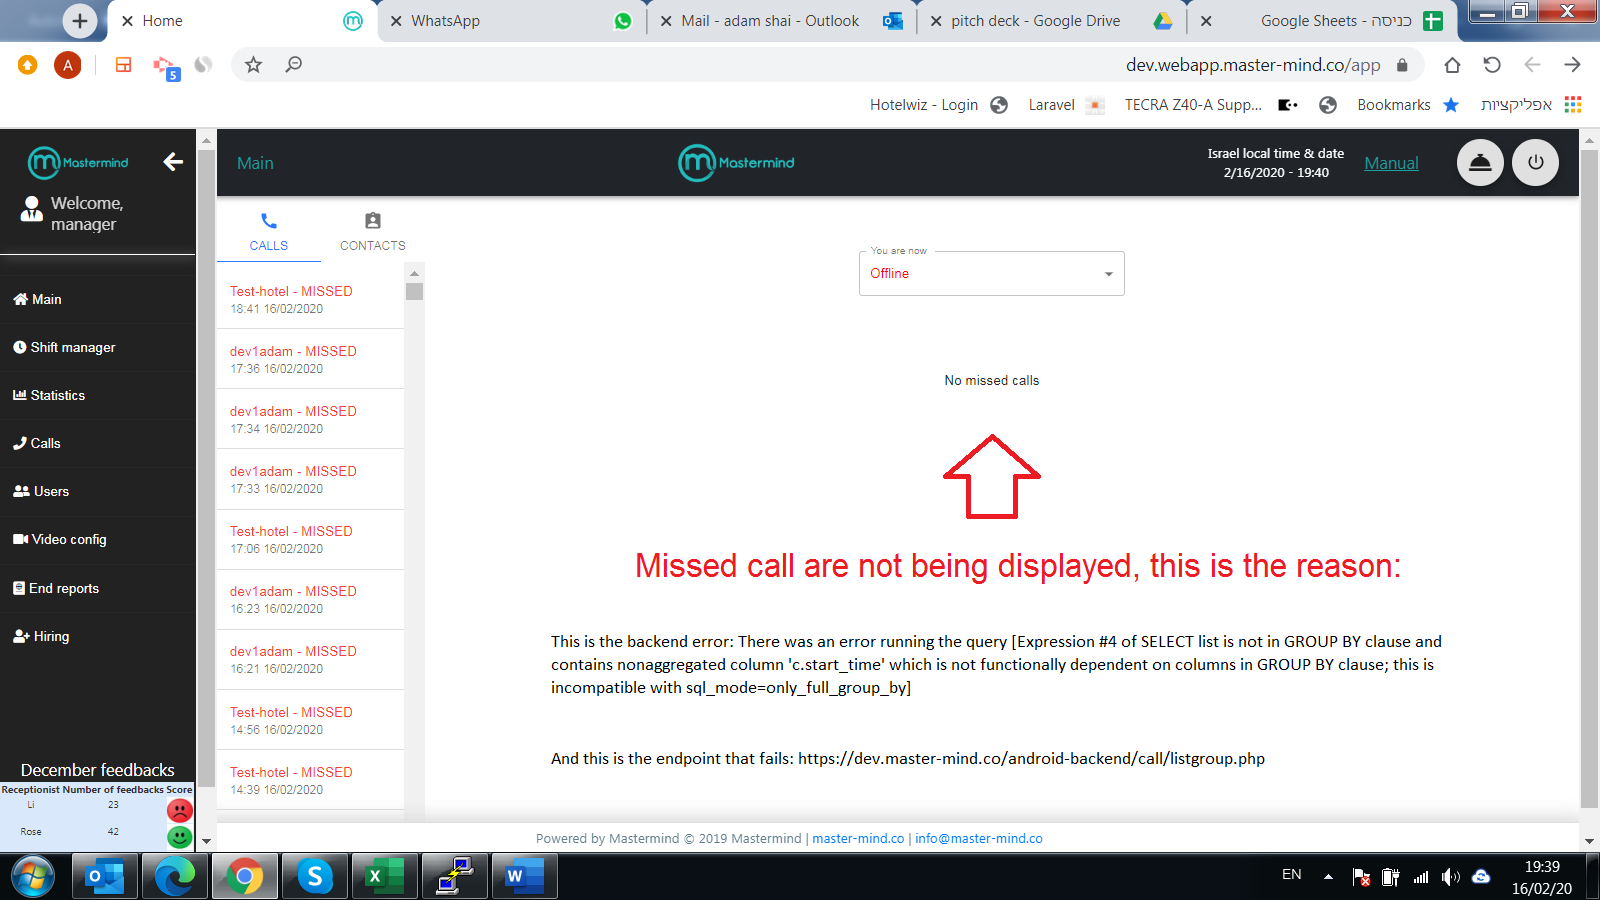 Home
WhatsApp
Mail - adam shai - Outlook
pitch deck - Google Drive
Google Sheets - כניסה
A
5
dev.webapp.master-mind.co/app
Hotelwiz - Login
Laravel
TECRA Z40-A Supp...
Bookmarks
אפליקציות
Mastermind
Welcome,
manager
Main
Shift manager
Statistics
Calls
Users
Video config
End reports
Hiring
December feedbacks
Receptionist Number of feedbacks Score
Li 23
Rose 42
Main
Mastermind
Israel local time & date
2/16/2020 - 19:40
Manual
CALLS
CONTACTS
Test-hotel - MISSED
18:41 16/02/2020
dev1adam - MISSED
17:36 16/02/2020
dev1adam - MISSED
17:34 16/02/2020
dev1adam - MISSED
17:33 16/02/2020
Test-hotel - MISSED
17:06 16/02/2020
dev1adam - MISSED
16:23 16/02/2020
dev1adam - MISSED
16:21 16/02/2020
Test-hotel - MISSED
14:56 16/02/2020
Test-hotel - MISSED
14:39 16/02/2020
You are now
Offline
No missed calls
Missed call are not being displayed, this is the reason:
This is the backend error: There was an error running the query [Expression #4 of SELECT list is not in GROUP BY clause and
contains nonaggregated column 'c.start_time' which is not functionally dependent on columns in GROUP BY clause; this is
incompatible with sql_mode=only_full_group_by]
And this is the endpoint that fails: https://dev.master-mind.co/android-backend/call/listgroup.php
Powered by Mastermind © 2019 Mastermind | master-mind.co | info@master-mind.co
EN
19:39
16/02/20